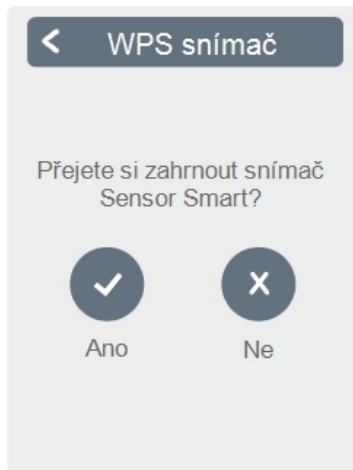 WPS snímač
Přejete si zahrnout snímač
Sensor Smart?
Ano
Ne